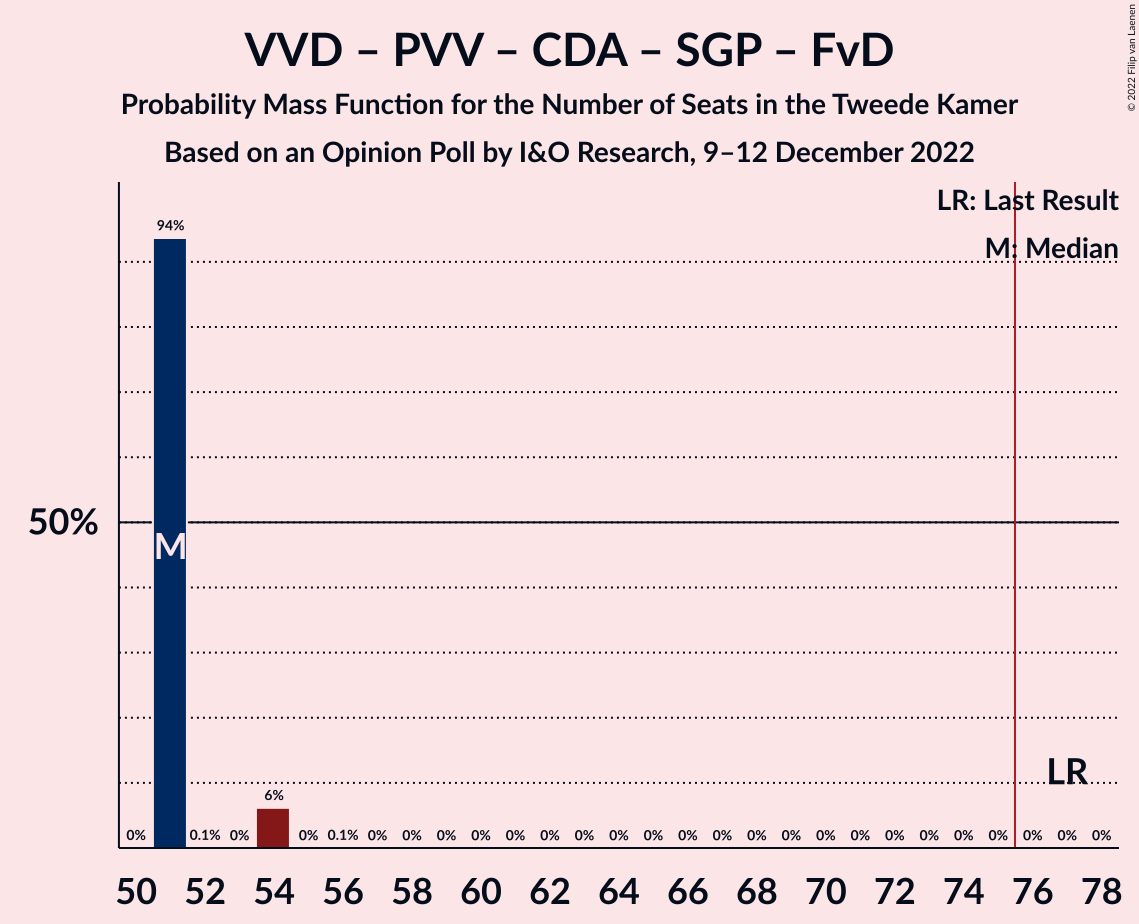 VVD – PVV – CDA – SGP – FvD
Probability Mass Function for the Number of Seats in the Tweede Kamer
Based on an Opinion Poll by I&O Research, 9–12 December 2022
© 2022 Filip van Laenen
LR: Last Result
M: Median
94%
50%
M
LR
6%
0% 0.1% 0% 0% 0.1% 0% 0% 0% 0% 0% 0% 0% 0% 0% 0% 0% 0% 0% 0% 0% 0% 0% 0% 0% 0% 0% 0%
50 52 54 56 58 60 62 64 66 68 70 72 74 76 78